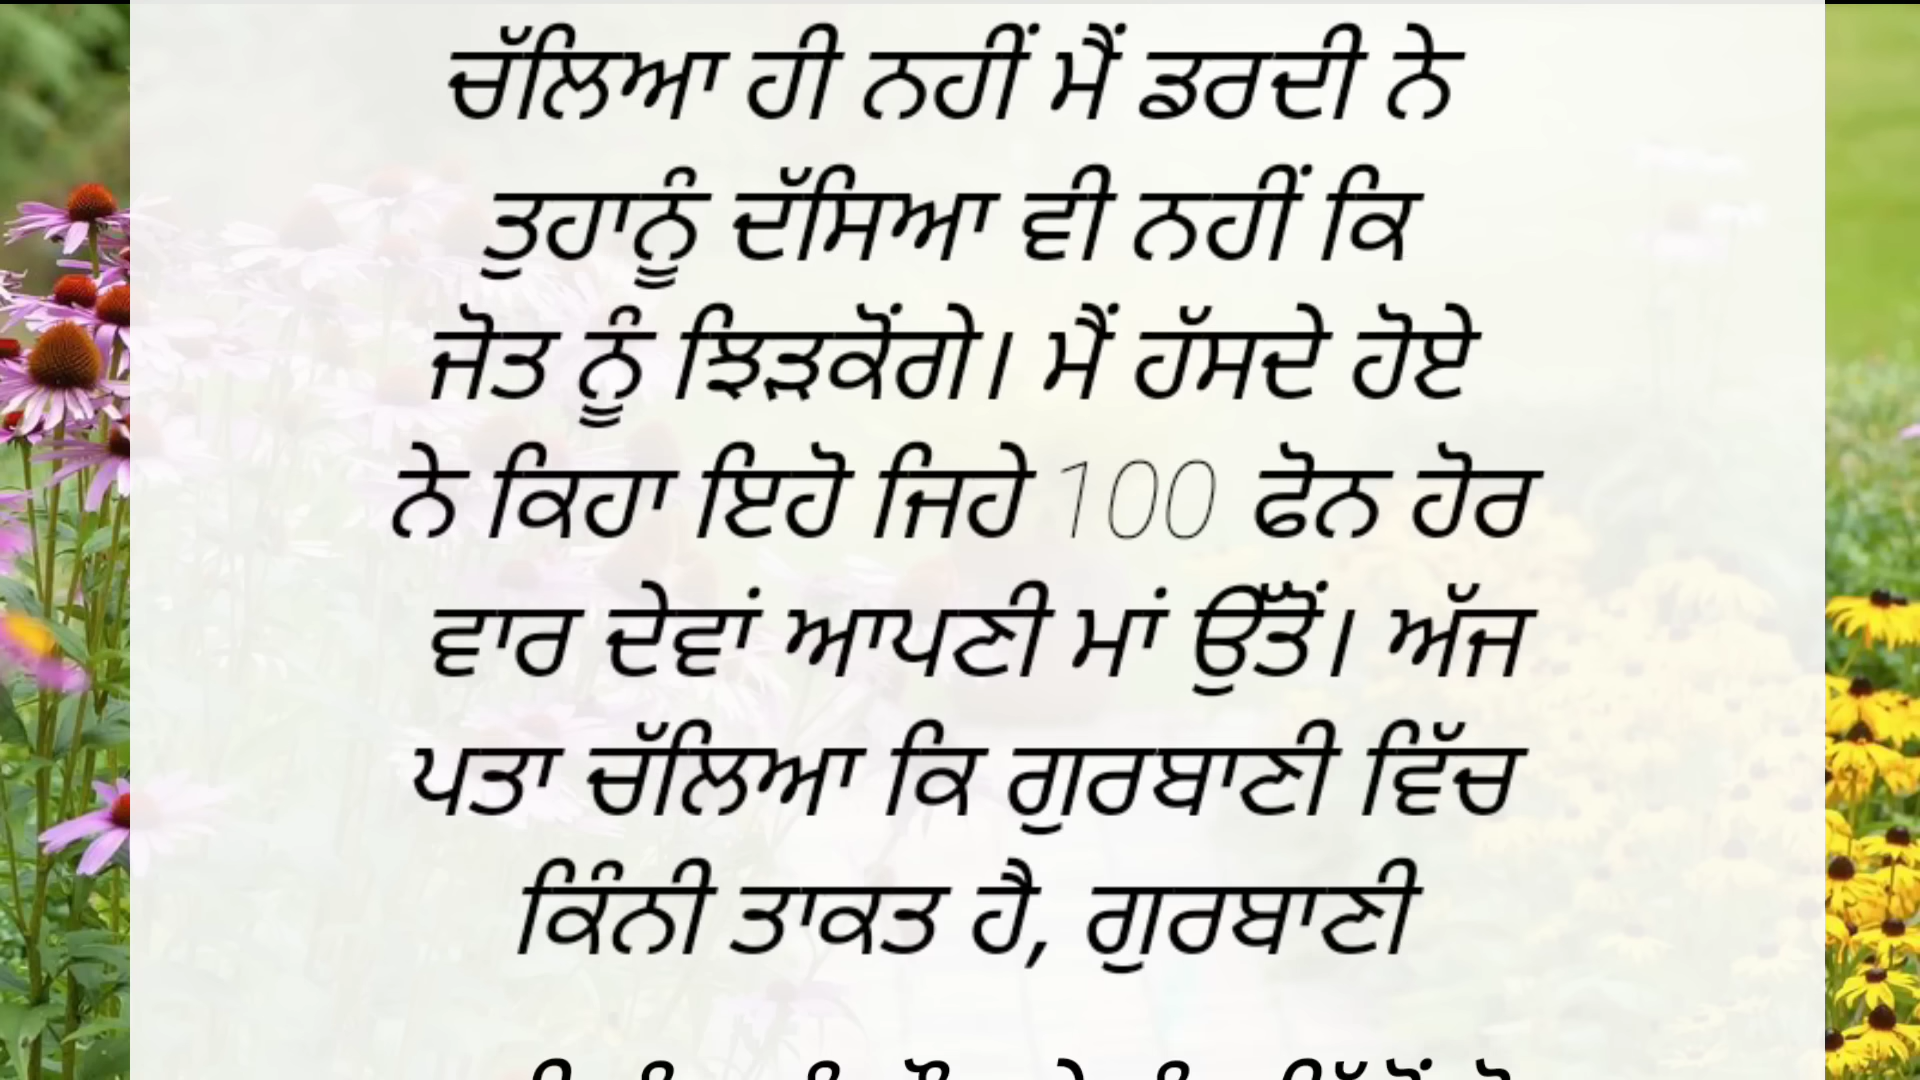 ਚੱਲਿਆ ਹੀ ਨਹੀਂ ਮੈਂ ਡਰਦੀ ਨੇ
ਤੁਹਾਨੂੰ ਦੱਸਿਆ ਵੀ ਨਹੀਂ ਕਿ
ਜੋਤ ਨੂੰ ਝਿੜਕੋਂਗੇ। ਮੈਂ ਹੱਸਦੇ ਹੋਏ
ਨੇ ਕਿਹਾ ਇਹੋ ਜਿਹੇ 100 ਫੋਨ ਹੋਰ
ਵਾਰ ਦੇਵਾਂ ਆਪਣੀ ਮਾਂ ਉੱਤੋਂ। ਅੱਜ
ਪਤਾ ਚੱਲਿਆ ਕਿ ਗੁਰਬਾਣੀ ਵਿੱਚ
ਕਿੰਨੀ ਤਾਕਤ ਹੈ, ਗੁਰਬਾਣੀ